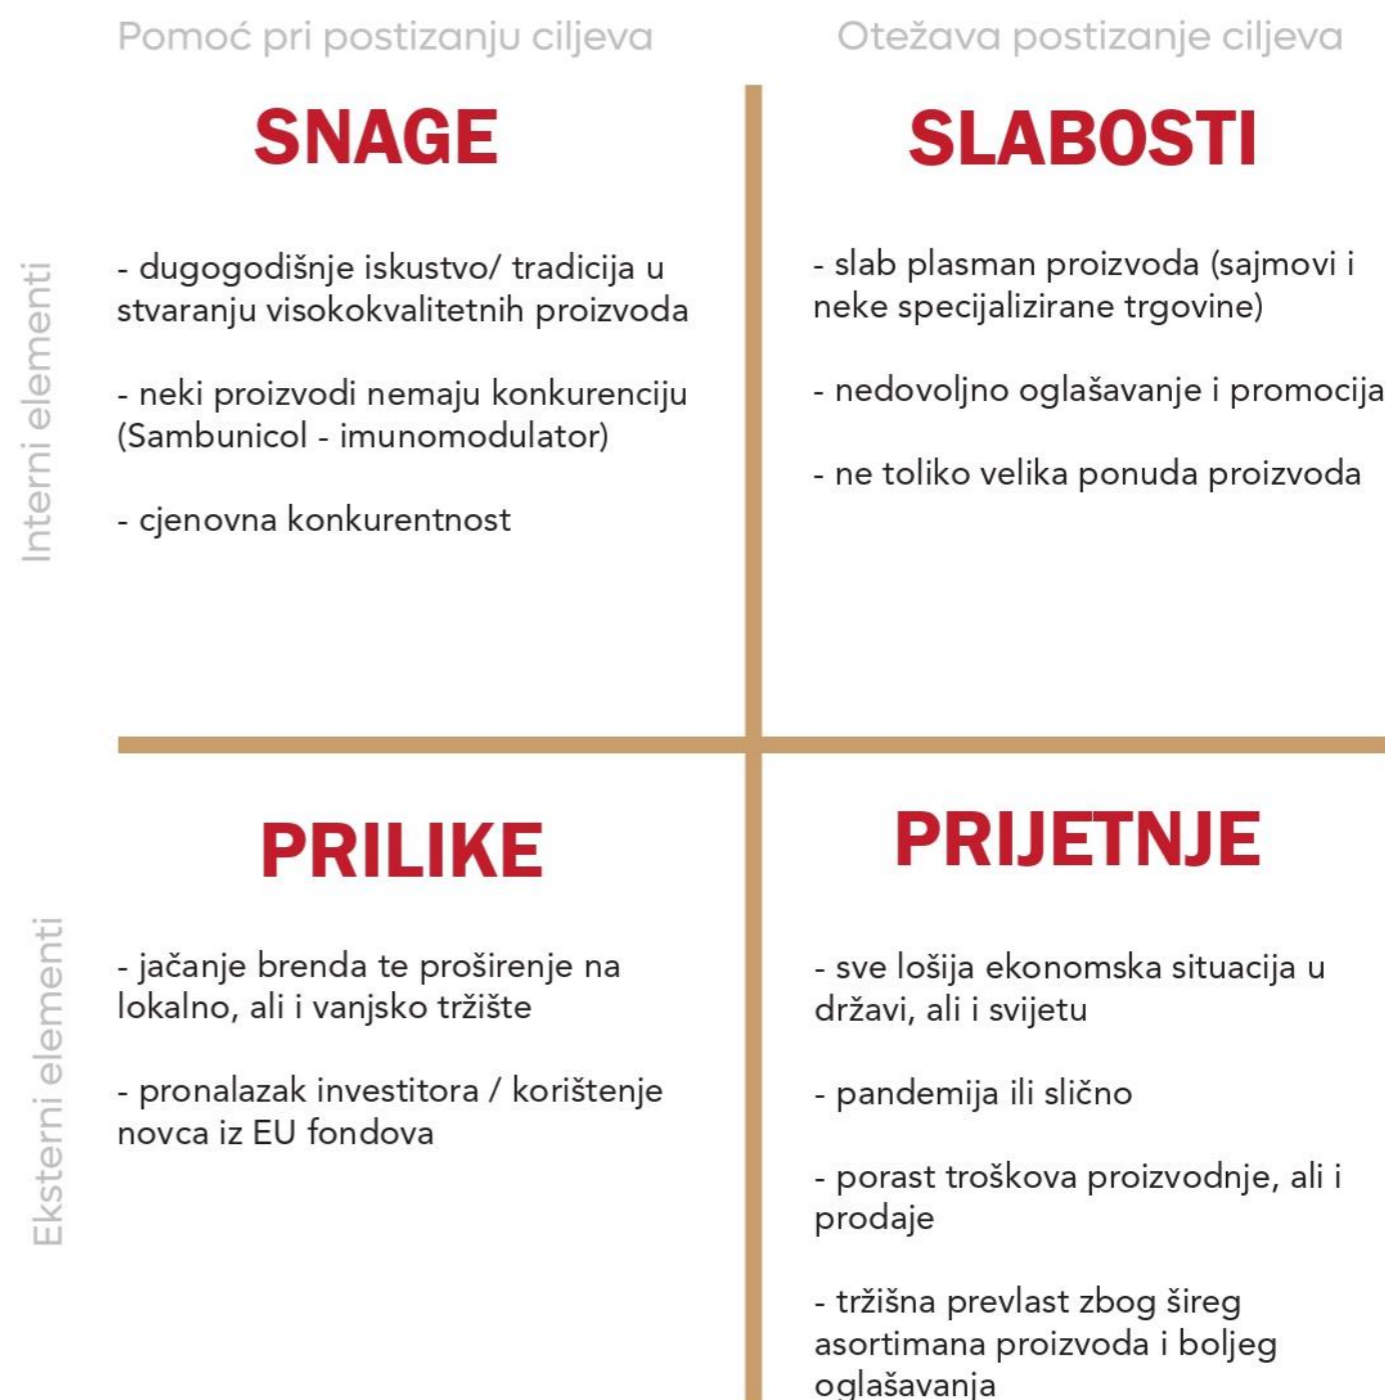 Pomoć pri postizanju ciljeva
Otežava postizanje ciljeva
Interni elementi
SNAGE
- dugogodišnje iskustvo/ tradicija u
stvaranju visokokvalitetnih proizvoda
- neki proizvodi nemaju konkurenciju
(Sambunicol - imunomodulator)
- cjenovna konkurentnost
SLABOSTI
- slab plasman proizvoda (sajmovi i
neke specijalizirane trgovine)
- nedovoljno oglašavanje i promocija
- ne toliko velika ponuda proizvoda
Eksterni elementi
PRILIKE
- jačanje brenda te proširenje na
lokalno, ali i vanjsko tržište
- pronalazak investitora / korištenje
novca iz EU fondova
PRIJETNJE
- sve lošija ekonomska situacija u
državi, ali i svijetu
- pandemija ili slično
- porast troškova proizvodnje, ali i
prodaje
- tržišna prevlast zbog šireg
asortimana proizvoda i boljeg
oglašavanja